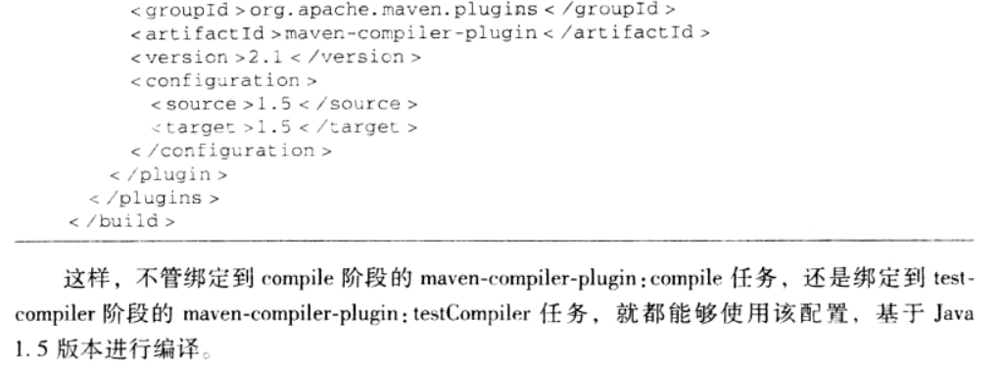 <groupId>org.apache.maven.plugins</groupId>
<artifactId>maven-compiler-plugin</artifactId>
<version>2.1</version>
<configuration>
<source>1.5</source>
<target>1.5</target>
</configuration>
</plugin>
</plugins>
</build>
这样，不管绑定到 compile 阶段的 maven-compiler-plugin:compile 任务，还是绑定到 test-
compiler 阶段的 maven-compiler-plugin:testCompiler 任务，就都能够使用该配置，基于 Java
1.5 版本进行编译。